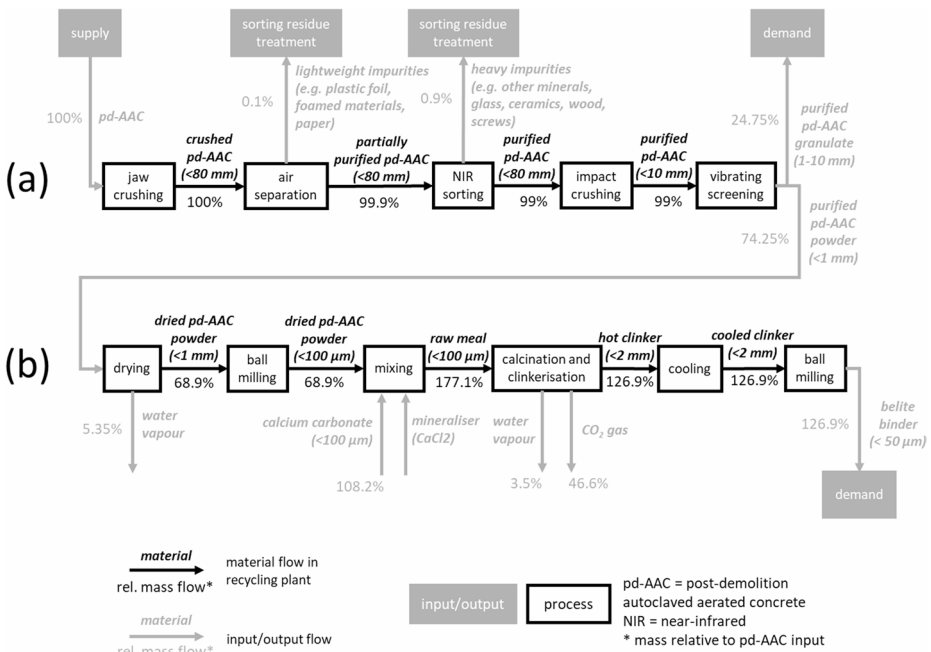 supply
sorting residue
treatment
sorting residue
treatment
demand
100%
pd-AAC
0.1%
lightweight impurities
(e.g. plastic foil,
foamed materials,
paper)
0.9%
heavy impurities
(e.g. other minerals,
glass, ceramics, wood,
screws)
24.75%
purified
pd-AAC
granulate
(1-10 mm)
(a)
jaw
crushing
crushed
pd-AAC
(<80 mm)
100%
air
separation
partially
purified pd-AAC
(<80 mm)
99.9%
NIR
sorting
purified
pd-AAC
(<80 mm)
99%
impact
crushing
purified
pd-AAC
(<10 mm)
99%
vibrating
screening
74.25%
purified
pd-AAC
powder
(<1 mm)
(b)
drying
dried pd-AAC
powder
(<1 mm)
68.9%
ball
milling
dried pd-AAC
powder
(<100 µm)
68.9%
mixing
raw meal
(<100 µm)
177.1%
calcination and
clinkerisation
hot clinker
(<2 mm)
126.9%
cooling
cooled clinker
(<2 mm)
126.9%
ball
milling
5.35%
water
vapour
calcium carbonate
(<100 µm)
108.2%
mineraliser
(CaCl2)
water
vapour
3.5%
CO₂ gas
46.6%
126.9%
belite
binder
(< 50 µm)
demand
material
rel. mass flow*
material flow in
recycling plant
material
rel. mass flow*
input/output flow
input/output
process
pd-AAC = post-demolition
autoclaved aerated concrete
NIR = near-infrared
* mass relative to pd-AAC input